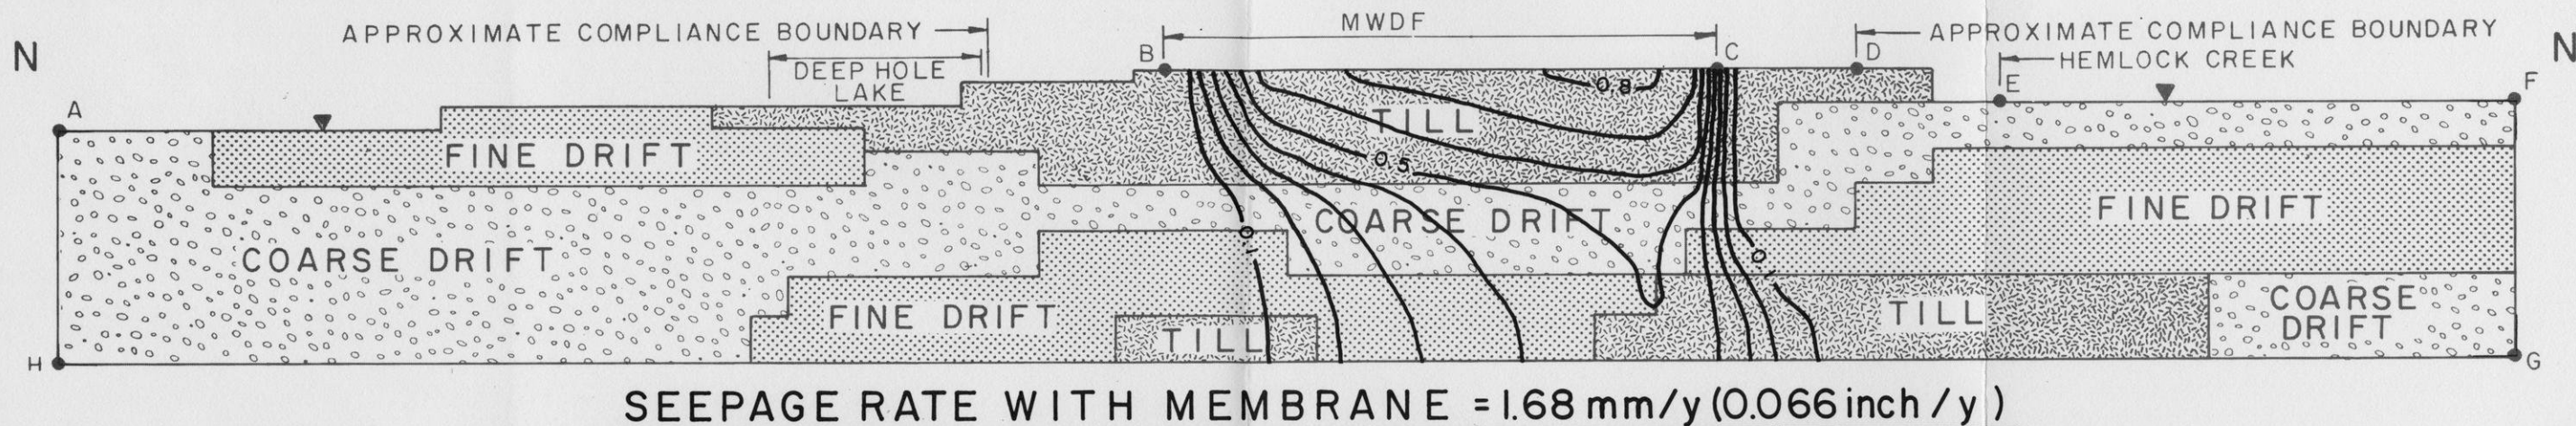 APPROXIMATE COMPLIANCE BOUNDARY
MWDF
APPROXIMATE COMPLIANCE BOUNDARY
N
B
C
D
HEMLOCK CREEK
N
DEEP HOLE
LAKE
E
F
A
0.8
TILL
FINE DRIFT
0.5
COARSE DRIFT
FINE DRIFT
0.1
0.1
COARSE DRIFT
FINE DRIFT
TILL
TILL
COARSE
DRIFT
H
G
SEEPAGE RATE WITH MEMBRANE = 1.68 mm/y (0.066 inch / y )